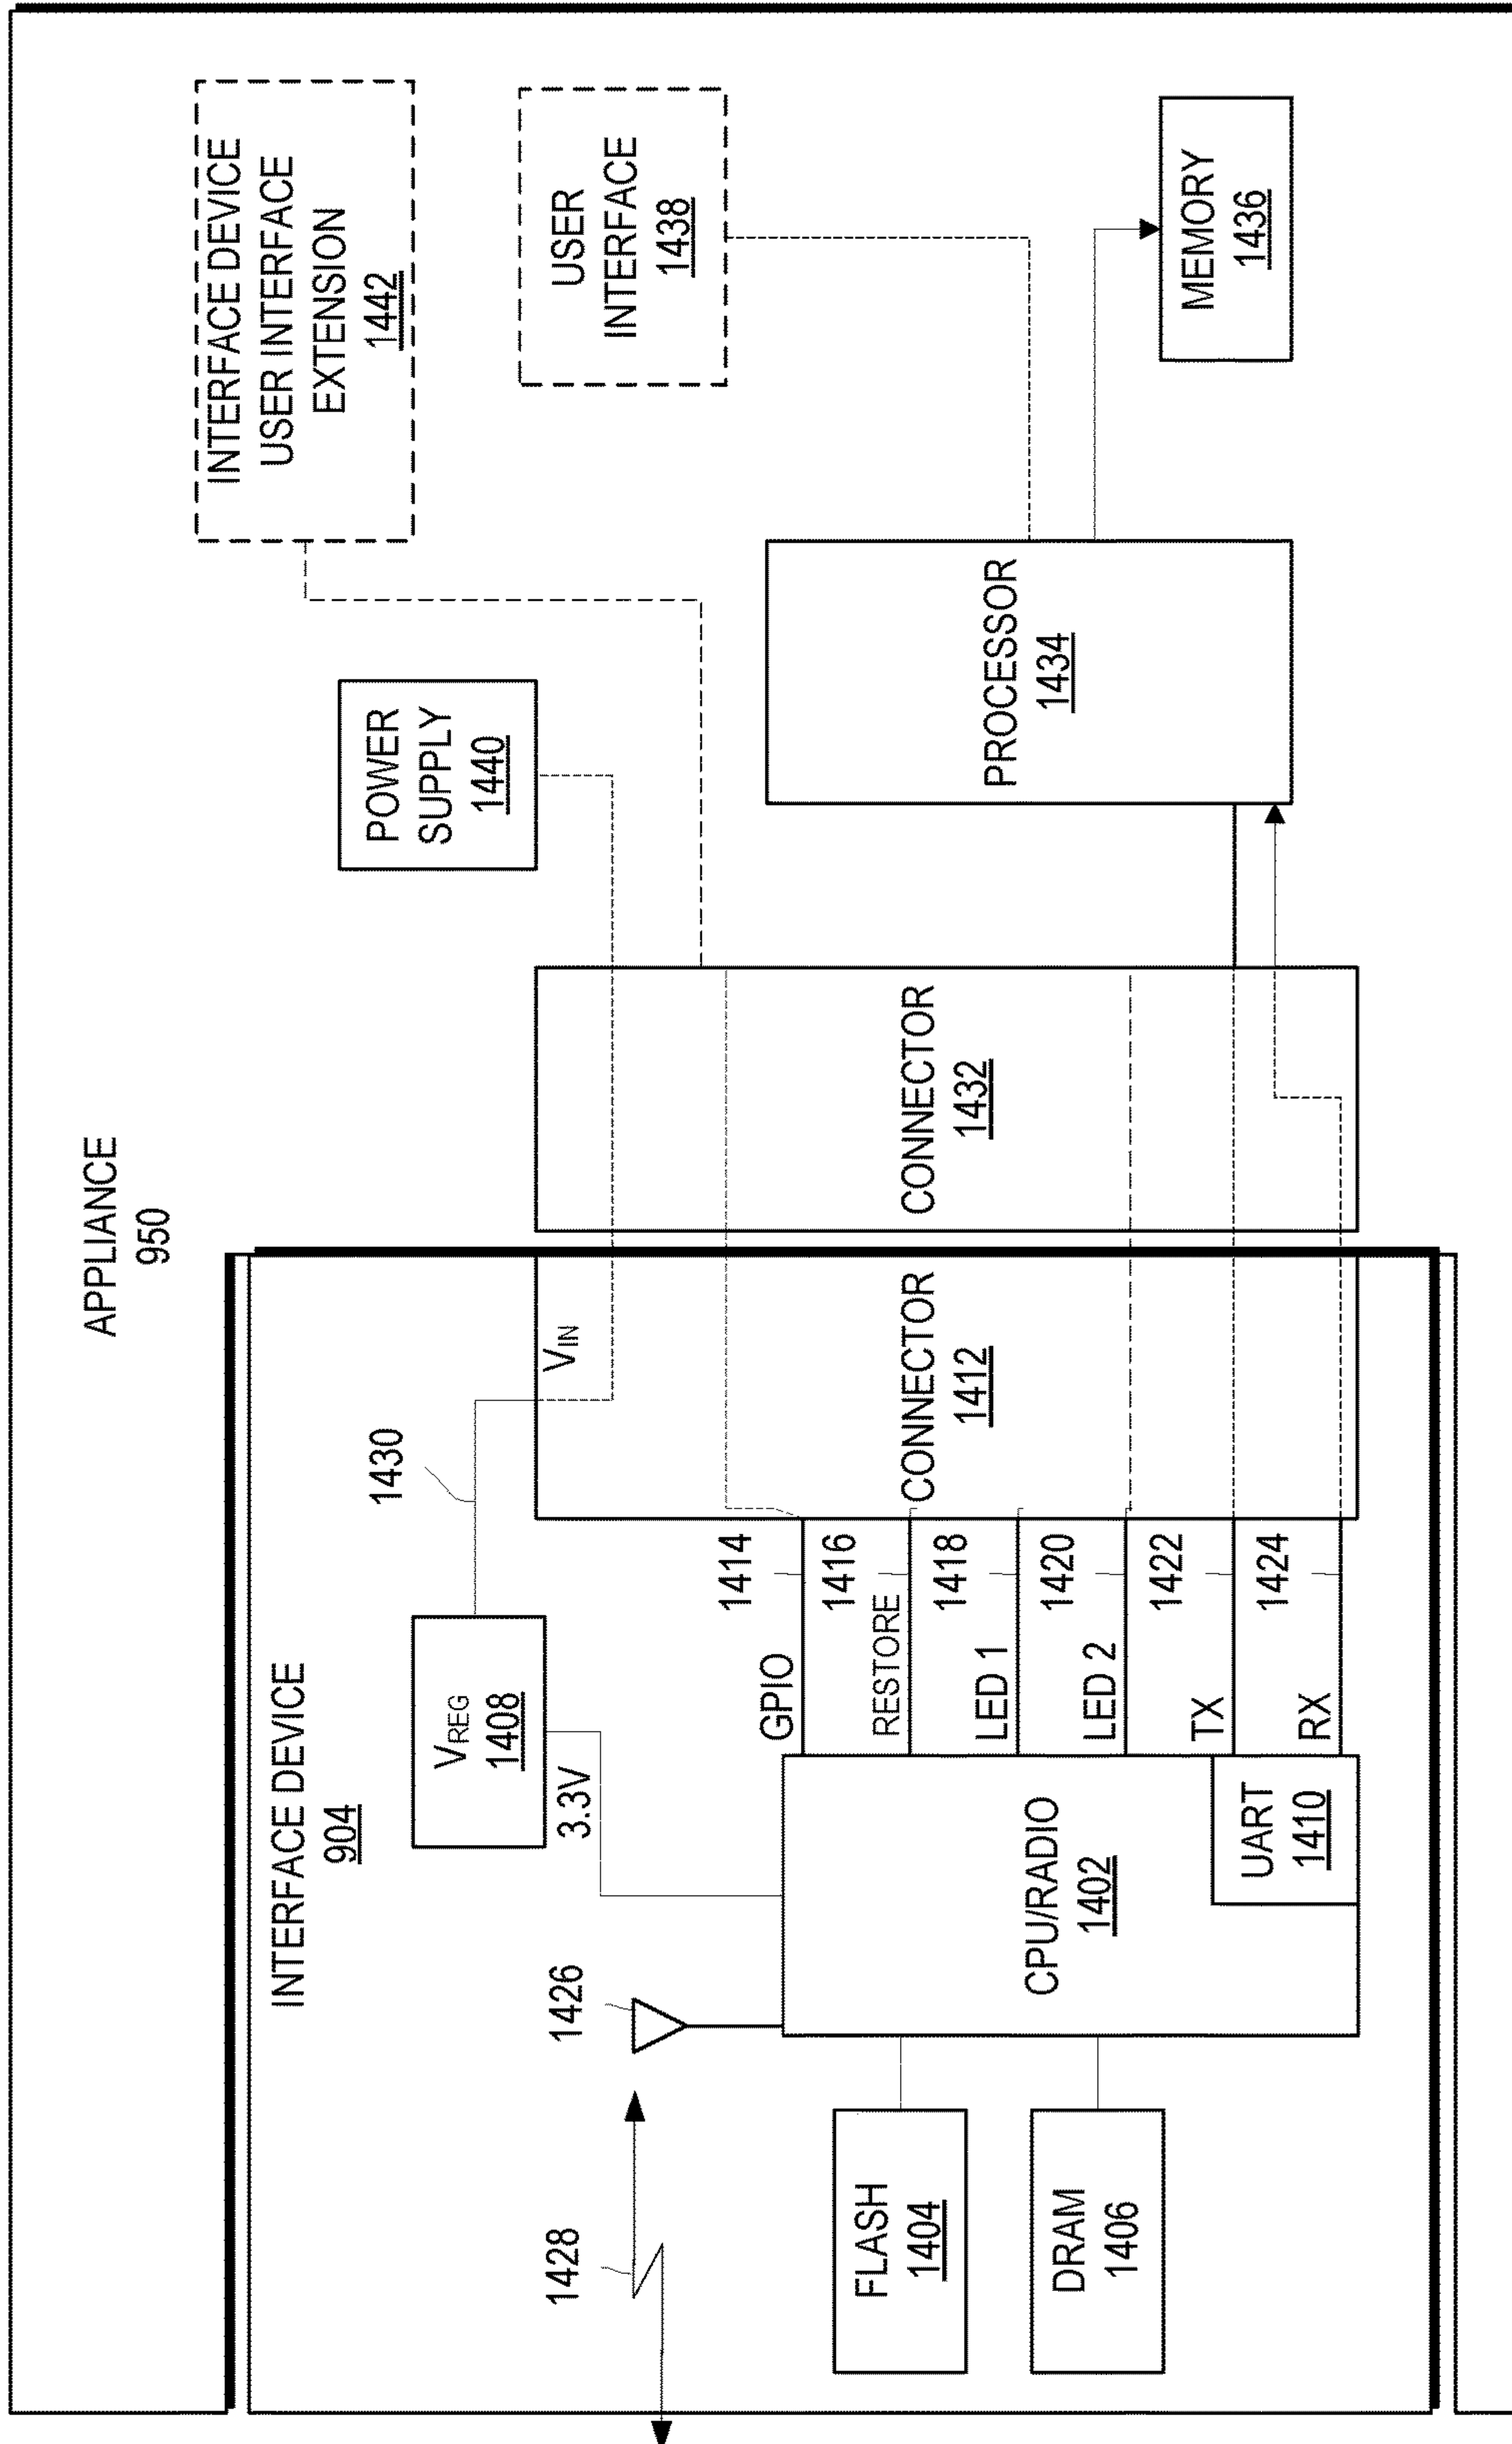 APPLIANCE
950
INTERFACE DEVICE
904
1428
1426
FLASH
1404
DRAM
1406
CPU/RADIO
1402
UART
1410
V REG
1408
3.3V
1430
GPIO
1414
RESTORE
1416
LED 1
1418
LED 2
1420
TX
1422
RX
1424
V IN
CONNECTOR
1412
CONNECTOR
1432
POWER
SUPPLY
1440
PROCESSOR
1434
INTERFACE DEVICE
USER INTERFACE
EXTENSION
1442
USER
INTERFACE
1438
MEMORY
1436